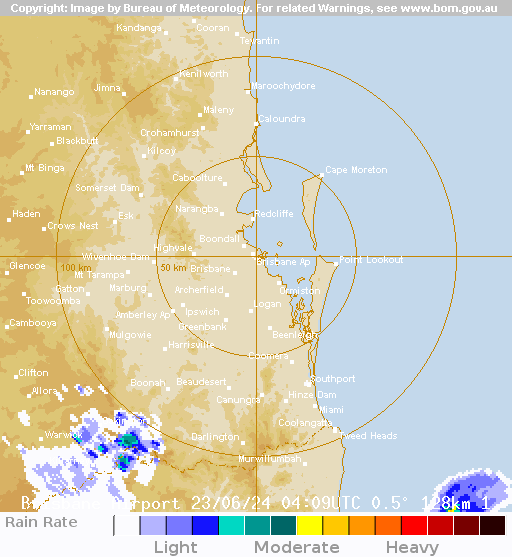 Copyright: Image by Bureau of Meteorology. For related Warnings, see www.bom.gov.au
Cooran
Kandanga
Tewantin
Kenilworth
Jimna
Maroochydore
Nanango
Maleny
Caloundra
Yarraman
Crohamhurst
Blackbutt
Kilcoy
Mt Binga
Cape Moreton
Caboolture
Somerset Dam
Narangba
Redcliffe
Haden
Esk
Crows Nest
Boondall
Highvale
Wivenhoe Dam
Brisbane Ap
Point Lookout
Glencoe
100 km
50 km
Mt Tarampa
Brisbane
Gatton
Marburg
Archerfield
Ormiston
Toowoomba
Ipswich
Logan
Amberley Ap
Cambooya
Greenbank
Mulgowie
Beenleigh
Harrisville
Coomera
Clifton
Southport
Boonah
Beaudesert
Allora
Canungra
Hinze Dam
Miami
Coolangatta
Warwick
Darlington
Tweed Heads
Murwillumbah
Airport 23/06/24 04:09UTC 0.5° 128km 1
Rain Rate
Light Moderate Heavy